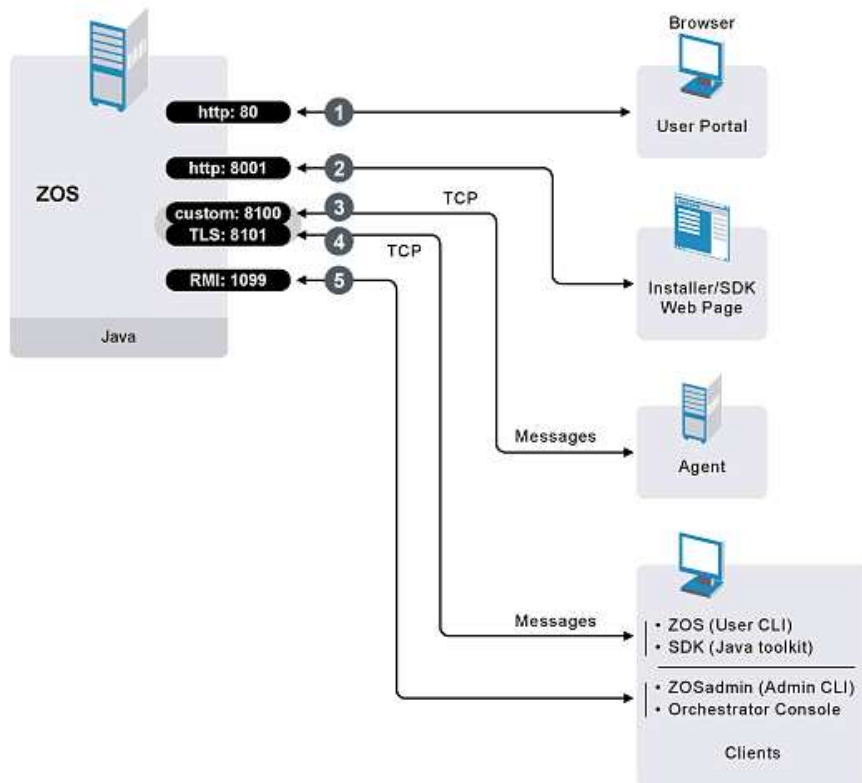 Browser
http: 80
1
User Portal
http: 8001
2
ZOS
custom: 8100
3
TCP
TLS: 8101
4
TCP
RMI: 1099
5
Installer/SDK
Web Page
Java
Messages
Agent
Messages
• ZOS (User CLI)
• SDK (Java toolkit)
• ZOSadmin (Admin CLI)
• Orchestrator Console
Clients